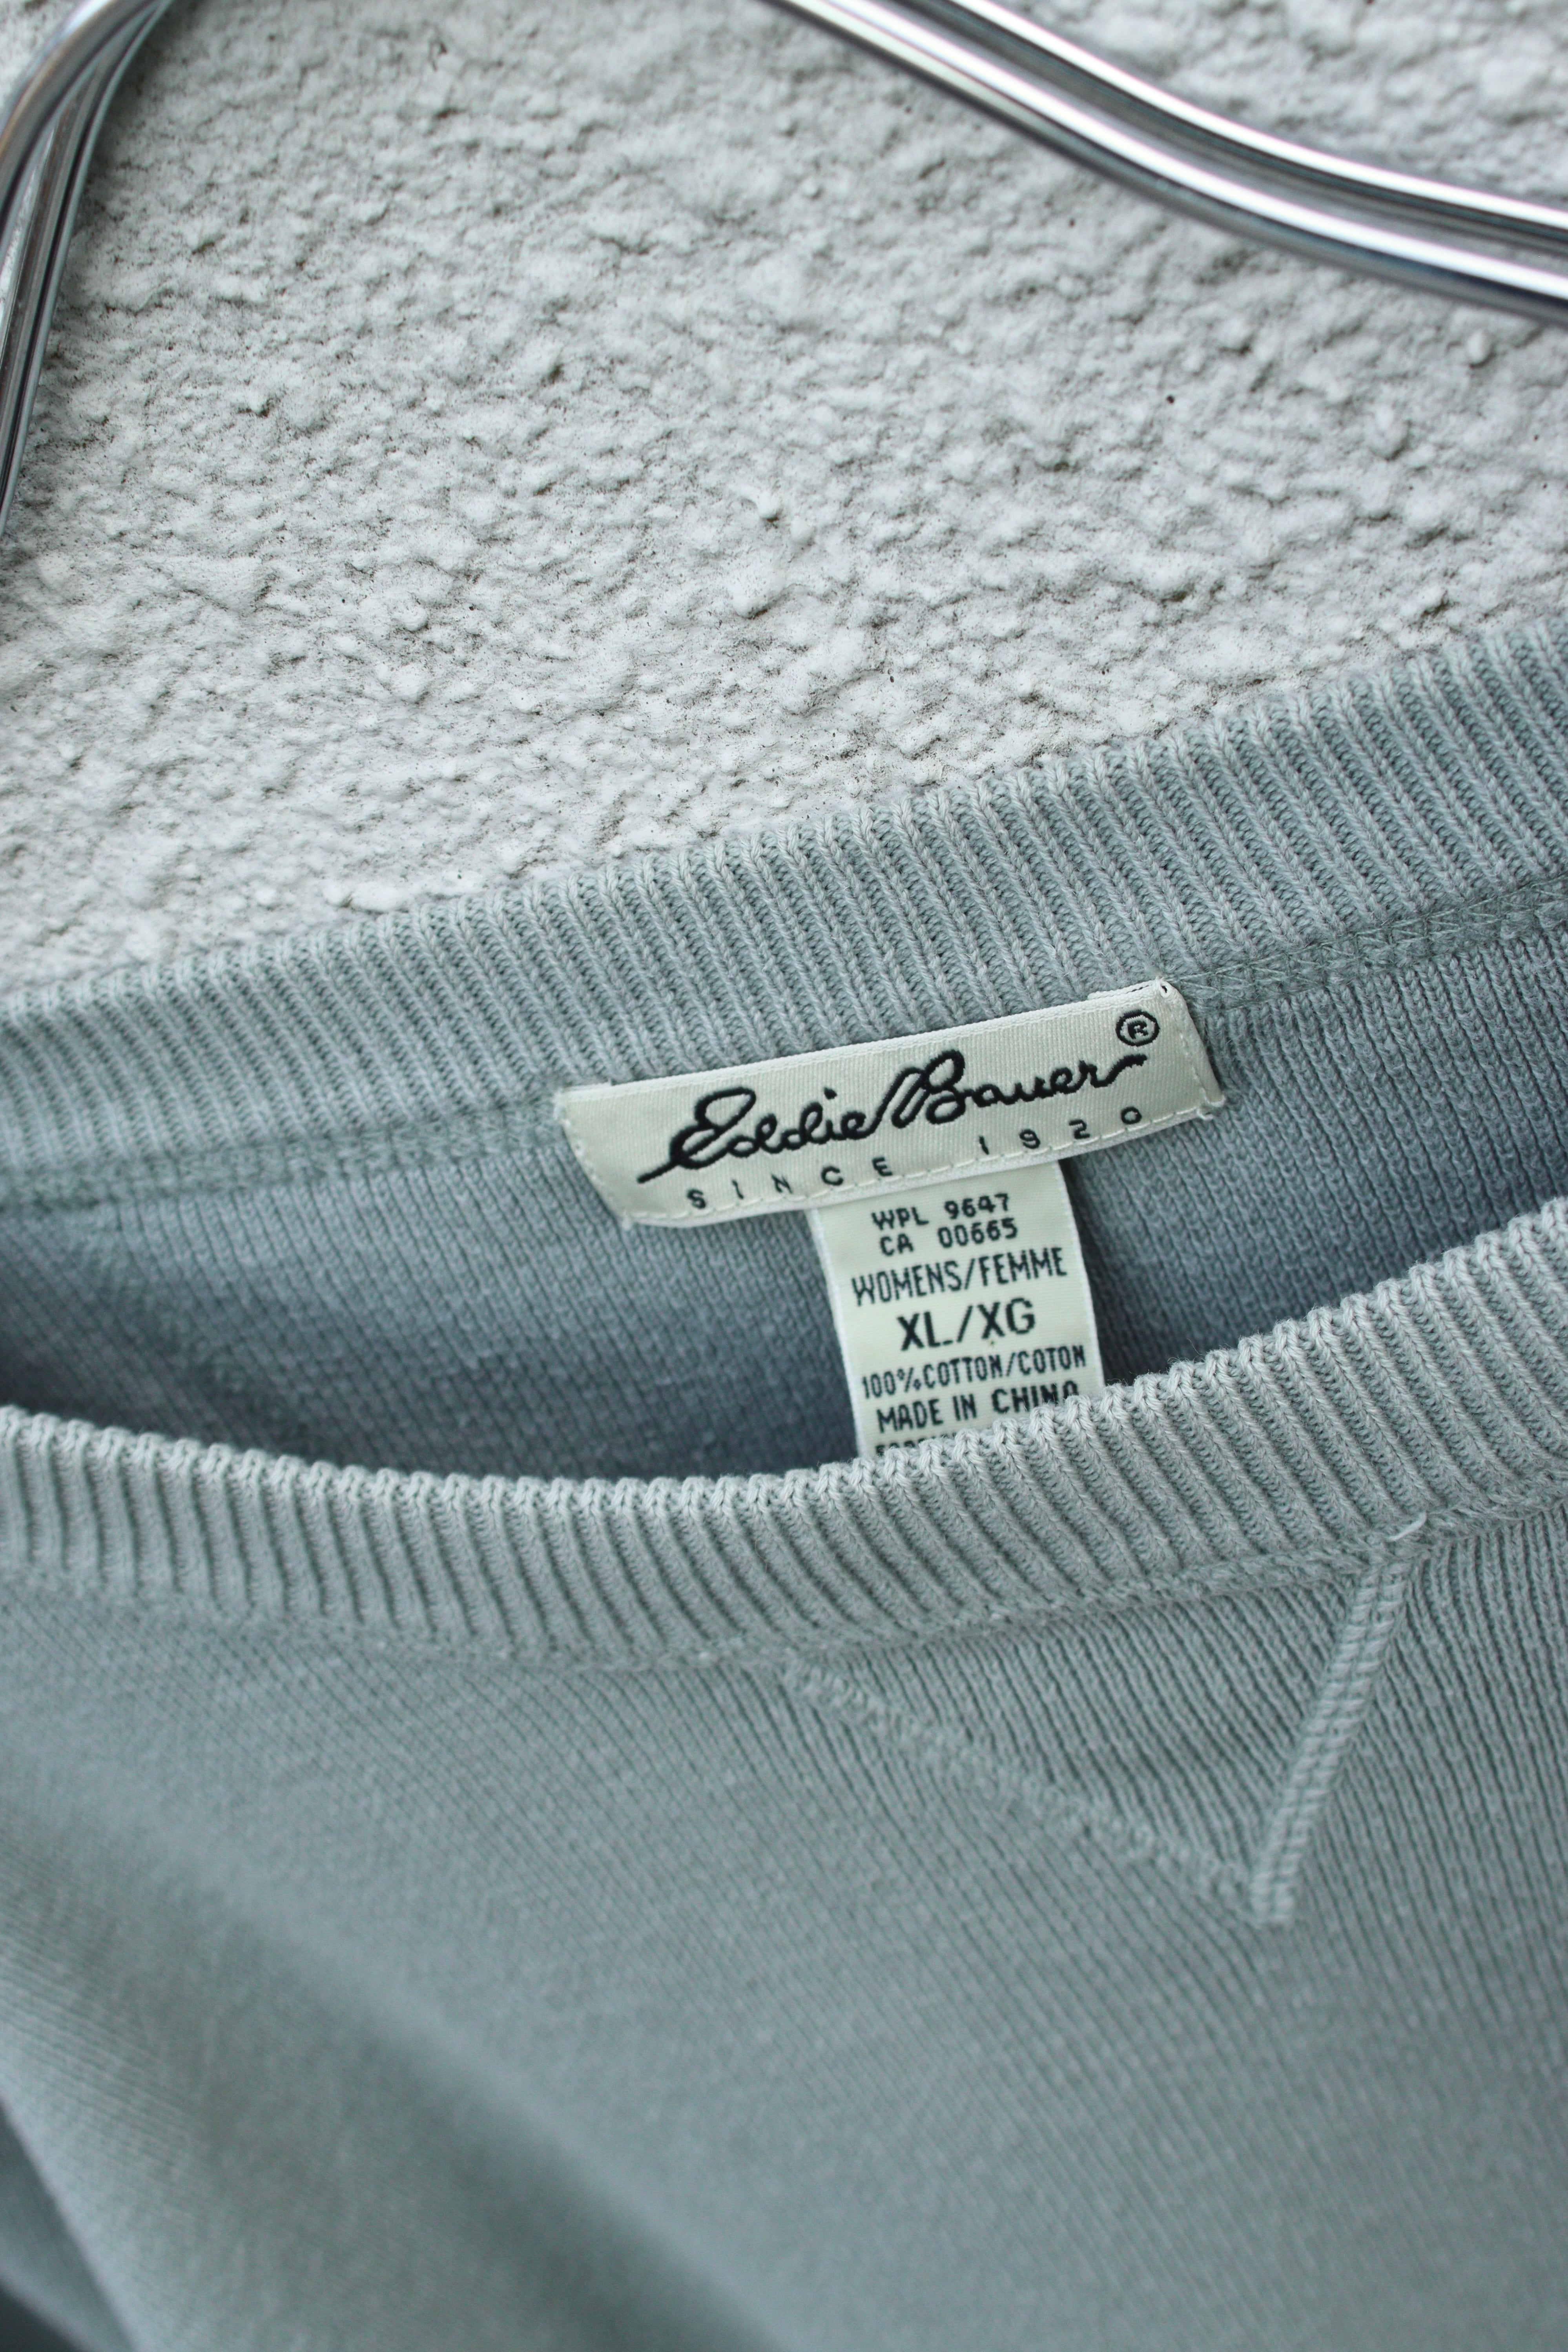 Eddie Bauer®
SINCE 1920
WPL 9647
CA 00665
WOMENS/FEMME
XL/XG
100%COTTON/COTON
MADE IN CHINA